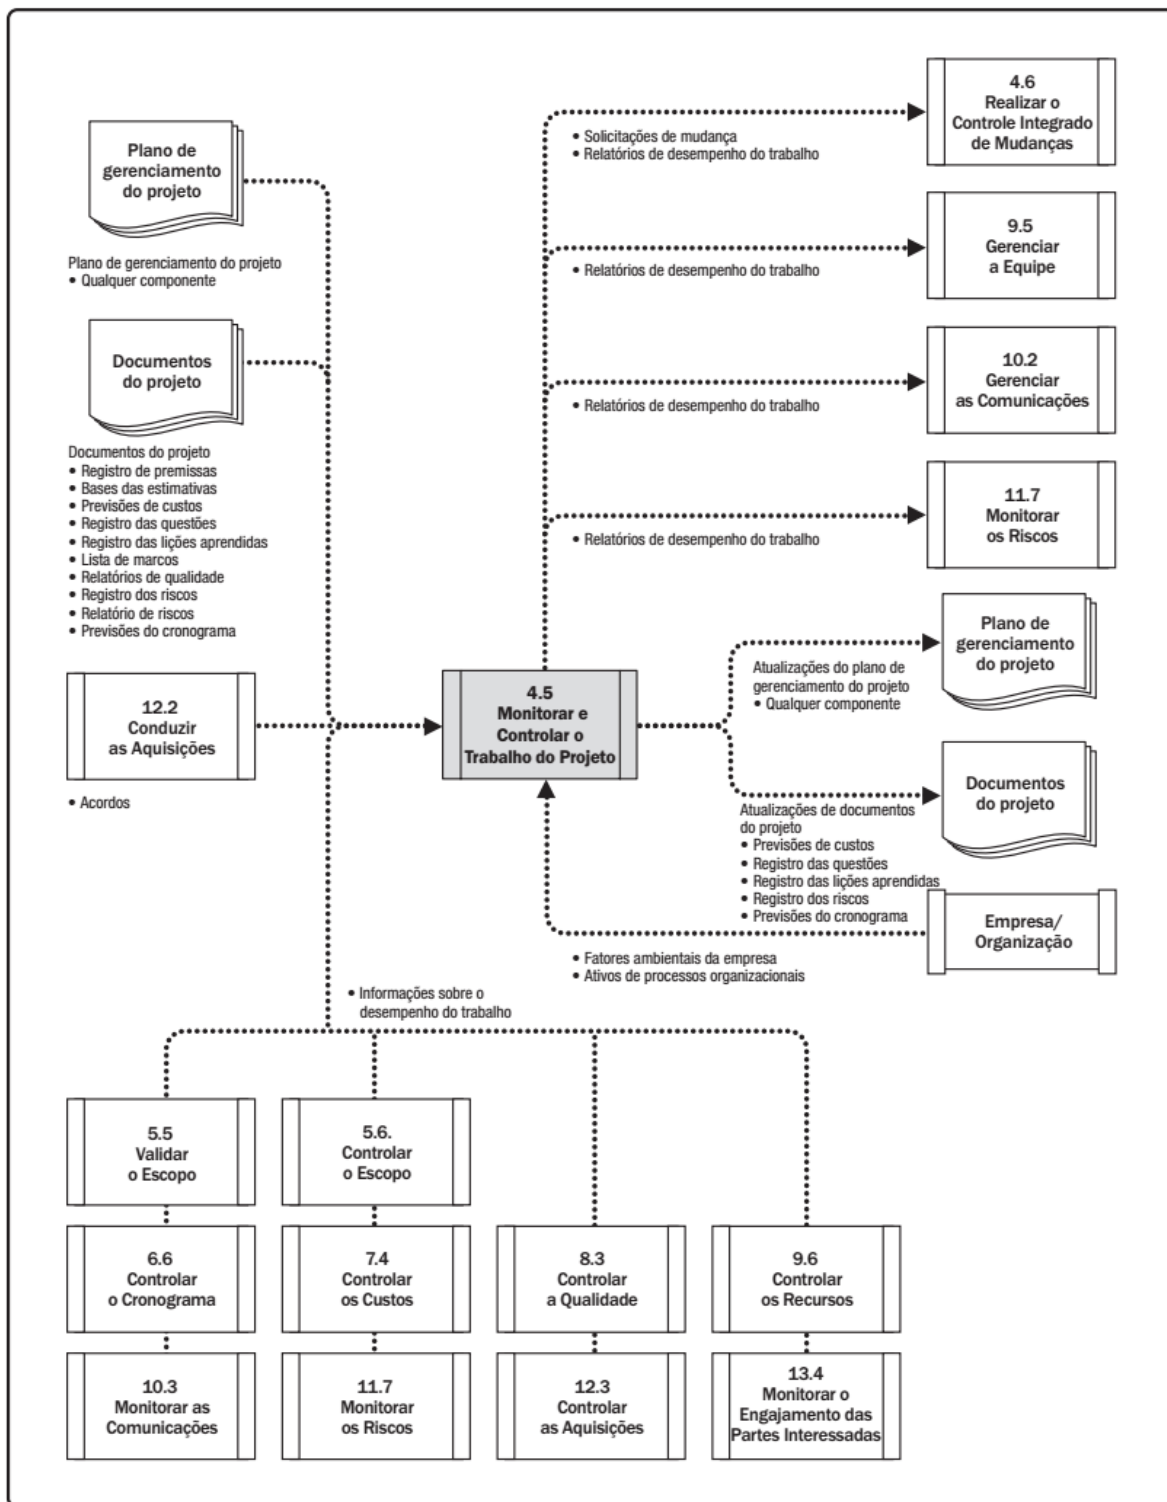 Plano de
gerenciamento
do projeto
Plano de gerenciamento do projeto
• Qualquer componente
Documentos
do projeto
Documentos do projeto
• Registro de premissas
• Bases das estimativas
• Previsões de custos
• Registro das questões
• Registro das lições aprendidas
• Lista de marcos
• Relatórios de qualidade
• Registro dos riscos
• Relatório de riscos
• Previsões do cronograma
12.2
Conduzir
as Aquisições
• Acordos
4.5
Monitorar e
Controlar o
Trabalho do Projeto
• Solicitações de mudança
• Relatórios de desempenho do trabalho
4.6
Realizar o
Controle Integrado
de Mudanças
• Relatórios de desempenho do trabalho
9.5
Gerenciar
a Equipe
• Relatórios de desempenho do trabalho
10.2
Gerenciar
as Comunicações
• Relatórios de desempenho do trabalho
11.7
Monitorar
os Riscos
Atualizações do plano de
gerenciamento do projeto
• Qualquer componente
Plano de
gerenciamento
do projeto
Atualizações de documentos
do projeto
• Previsões de custos
• Registro das questões
• Registro das lições aprendidas
• Registro dos riscos
• Previsões do cronograma
Documentos
do projeto
Empresa/
Organização
• Fatores ambientais da empresa
• Ativos de processos organizacionais
• Informações sobre o
desempenho do trabalho
5.5
Validar
o Escopo
5.6.
Controlar
o Escopo
6.6
Controlar
o Cronograma
7.4
Controlar
os Custos
8.3
Controlar
a Qualidade
9.6
Controlar
os Recursos
10.3
Monitorar as
Comunicações
11.7
Monitorar
os Riscos
12.3
Controlar
as Aquisições
13.4
Monitorar o
Engajamento das
Partes Interessadas